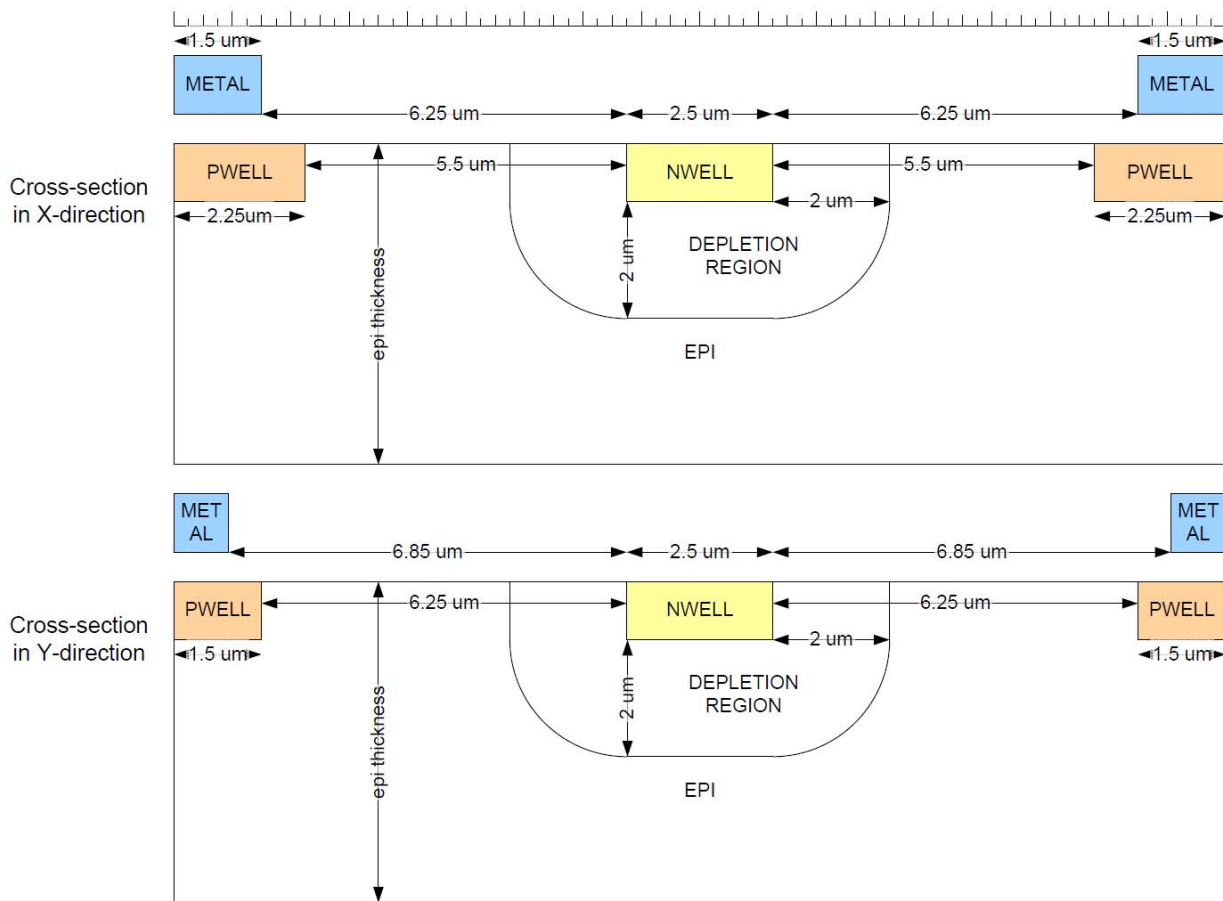 1.5 um 1.5 um
METAL METAL
6.25 um 2.5 um 6.25 um
Cross-section
in X-direction
PWELL 5.5 um NWELL 5.5 um PWELL
2.25um 2 um 2.25um
epi thickness
2 um
DEPLETION
REGION
EPI
MET
AL
MET
AL
6.85 um 2.5 um 6.85 um
Cross-section
in Y-direction
PWELL 6.25 um NWELL 6.25 um PWELL
1.5 um 2 um 1.5 um
epi thickness
2 um
DEPLETION
REGION
EPI